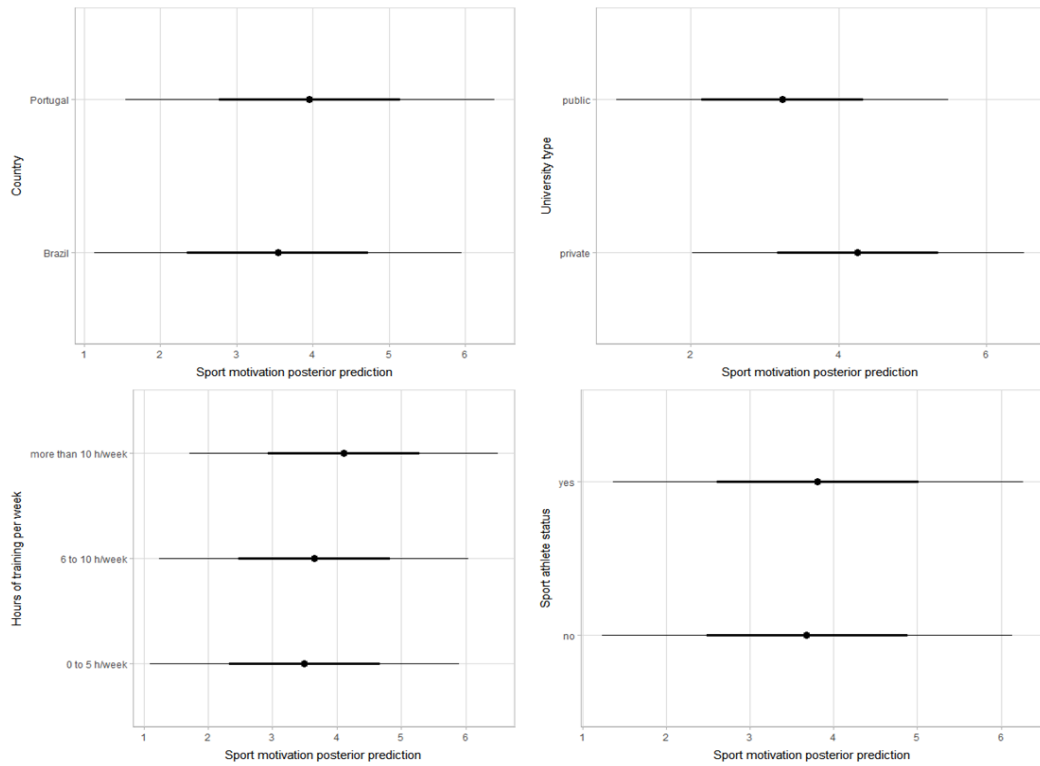 Country
Portugal
Brazil
1 2 3 4 5 6
Sport motivation posterior prediction
University type
public
private
2 4 6
Sport motivation posterior prediction
Hours of training per week
more than 10 h/week
6 to 10 h/week
0 to 5 h/week
1 2 3 4 5 6
Sport motivation posterior prediction
Sport athlete status
yes
no
1 2 3 4 5 6
Sport motivation posterior prediction